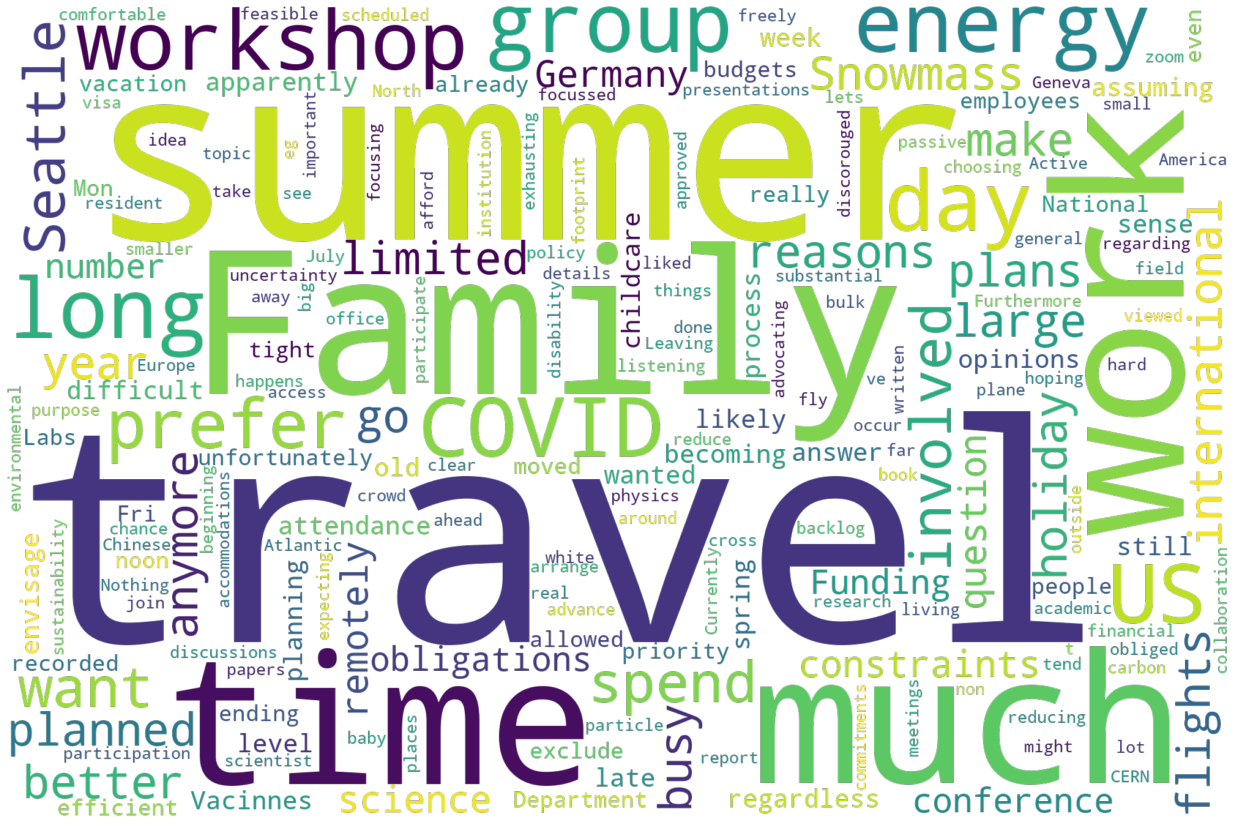 comfortable
feasible
scheduled
workshop
group
freely
week
energy
zoom
even
Seattle
vacation
apparently
already
Germany
budgets
Snowmass
Geneva
assuming
visa
North
focussed
presentations
lets
employees
small
summer
idea
topic
eg
important
focusing
exhausting
approved
discorouged
passive
make
Work
America
Mon
resident
take
see
afford
institution
footprint
really
day
choosing
Active
National
sense
smaller
July
limited
policy
reasons
general
regarding
international
number
uncertainty
big
details
liked
childcare
process
substantial
plans
field
long
Family
away
office
participate
disability
things
bulk
Furthermore
viewed
year
Europe
tight
done
Leaving
advocating
large
difficult
happens
access
listening
ve
written
opinions
plane
hard
environmental
purpose
prefer
go
COVID
likely
fly
occur
involved
hoping
holiday
Labs
unfortunately
old
clear
moved
reduce
wanted
becoming
answer
far
question
outside
travel
anymore
crowd
ahead
physics
book
Fri
beginning
accommodations
attendance
around
backlog
still
envisage
sustainability
chance
Chinese
noon
Atlantic
white
cross
Funding
people
US
Nothing
join
expecting
planning
remotely
arrange
real
advance
Currently
spring
research
living
academic
collaboration
discussions
allowed
priority
financial
recorded
papers
obligations
constraints
t
tend
obliged
carbon
want
time
spend
much
non
flights
planned
ending
level
baby
places
particle
busy
commitments
meetings
reducing
participation
scientist
exclude
report
might
lot
better
late
CERN
efficient
Vacinnes
science
Department
regardless
conference